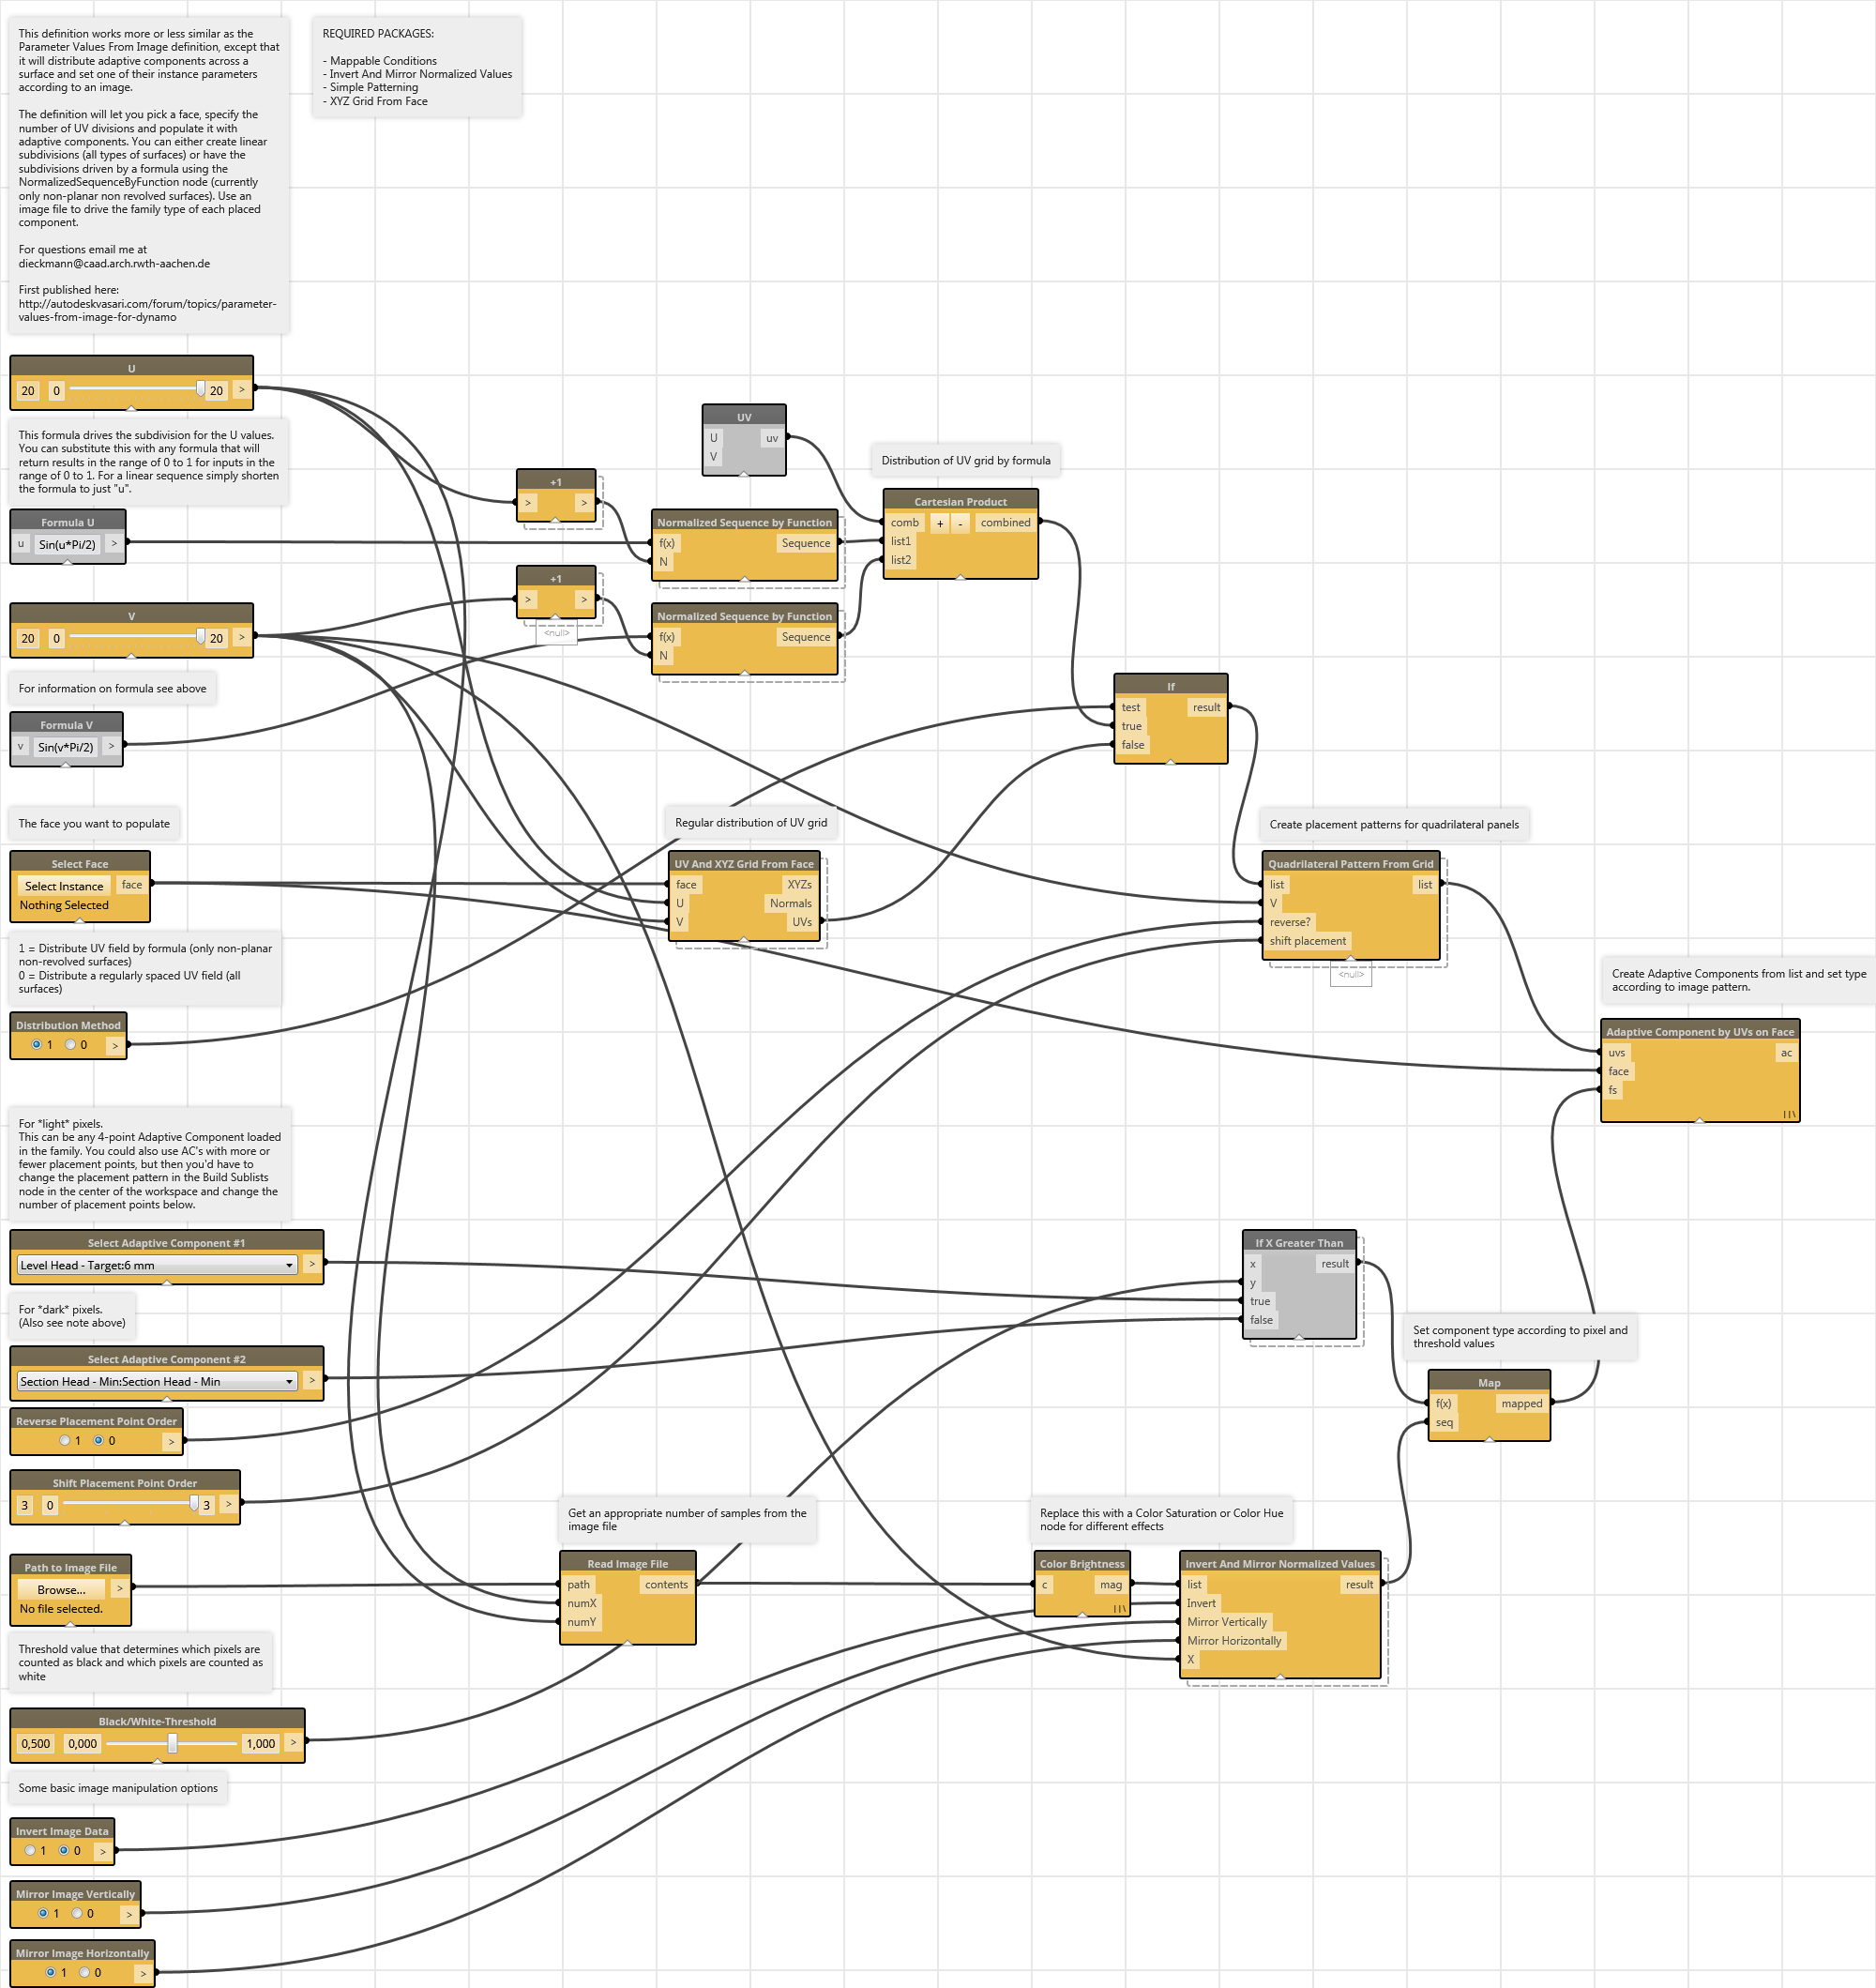 This definition works more or less similar as the
Parameter Values From Image definition, except that
it will distribute adaptive components across a
surface and set one of their instance parameters
according to an image.
The definition will let you pick a face, specify the
number of UV divisions and populate it with
adaptive components. You can either create linear
subdivisions (all types of surfaces) or have the
subdivisions driven by a formula using the
NormalizedSequenceByFunction node (currently
only non-planar non revolved surfaces). Use an
image file to drive the family type of each placed
component.
For questions email me at
dieckmann@caad.arch.rwth-aachen.de
First published here:
http://autodeskvasari.com/forum/topics/parameter-
values-from-image-for-dynamo
REQUIRED PACKAGES:
- Mappable Conditions
- Invert And Mirror Normalized Values
- Simple Patterning
- XYZ Grid From Face
U
20 0 20 >
This formula drives the subdivision for the U values.
You can substitute this with any formula that will
return results in the range of 0 to 1 for inputs in the
range of 0 to 1. For a linear sequence simply shorten
the formula to just "u".
Formula U
u Sin(u*Pi/2) >
V
20 0 20 >
For information on formula see above
Formula V
v Sin(v*Pi/2) >
+1
> >
+1
> >
<null>
UV
U uv
V
Normalized Sequence by Function
f(x) Sequence
N
Normalized Sequence by Function
f(x) Sequence
N
Distribution of UV grid by formula
Cartesian Product
comb + - combined
list1
list2
If
test result
true
false
The face you want to populate
Select Face
Select Instance face
Nothing Selected
Regular distribution of UV grid
UV And XYZ Grid From Face
face XYZs
U Normals
V UVs
Create placement patterns for quadrilateral panels
Quadrilateral Pattern From Grid
list list
V
reverse?
shift placement
<null>
1 = Distribute UV field by formula (only non-planar
non-revolved surfaces)
0 = Distribute a regularly spaced UV field (all
surfaces)
Distribution Method
1 0 >
Create Adaptive Components from list and set type
according to image pattern.
Adaptive Component by UVs on Face
uvs ac
face
fs
For *light* pixels.
This can be any 4-point Adaptive Component loaded
in the family. You could also use AC's with more or
fewer placement points, but then you'd have to
change the placement pattern in the Build Sublists
node in the center of the workspace and change the
number of placement points below.
Select Adaptive Component #1
Level Head - Target:6 mm >
For *dark* pixels.
(Also see note above)
Select Adaptive Component #2
Section Head - Min:Section Head - Min >
Reverse Placement Point Order
1 0 >
Shift Placement Point Order
3 0 3 >
If X Greater Than
x result
y
true
false
Set component type according to pixel and
threshold values
Map
f(x) mapped
seq
Path to Image File
Browse... >
No file selected.
Get an appropriate number of samples from the
image file
Read Image File
path contents
numX
numY
Replace this with a Color Saturation or Color Hue
node for different effects
Color Brightness
c mag
Invert And Mirror Normalized Values
list result
Invert
Mirror Vertically
Mirror Horizontally
X
Threshold value that determines which pixels are
counted as black and which pixels are counted as
white
Black/White-Threshold
0,500 0,000 1,000 >
Some basic image manipulation options
Invert Image Data
1 0 >
Mirror Image Vertically
1 0 >
Mirror Image Horizontally
1 0 >